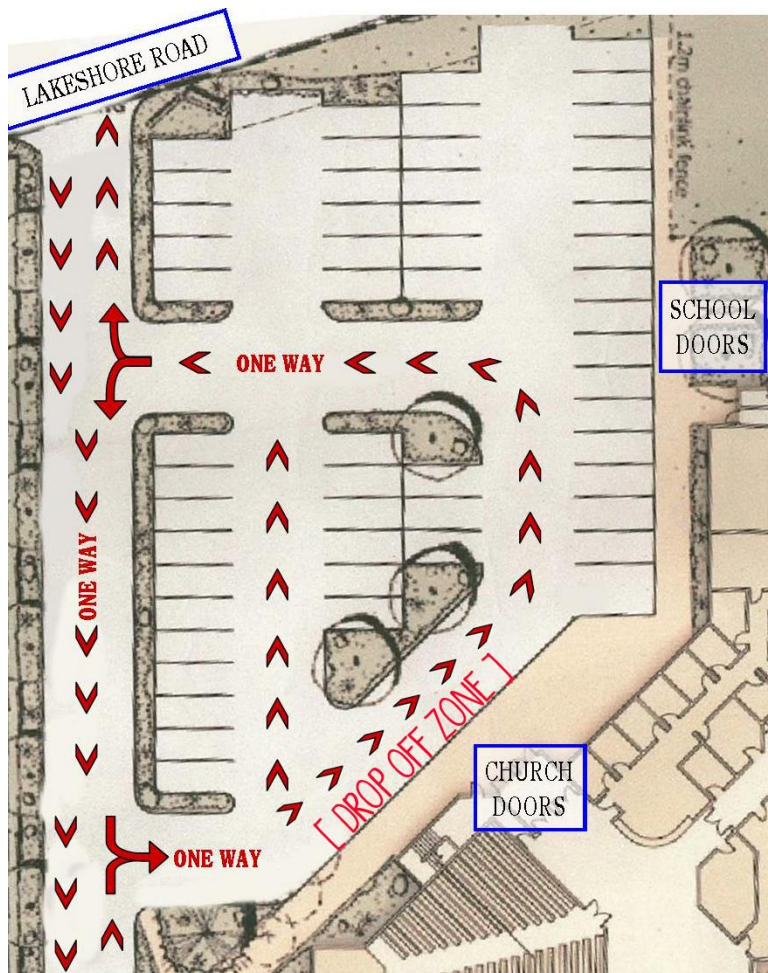 LAKESHORE ROAD
1.2m chainlink fence
SCHOOL
DOORS
ONE WAY
ONE WAY
[ DROP OFF ZONE ]
CHURCH
DOORS
ONE WAY